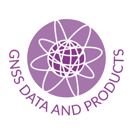 GNSS DATA AND PRODUCTS